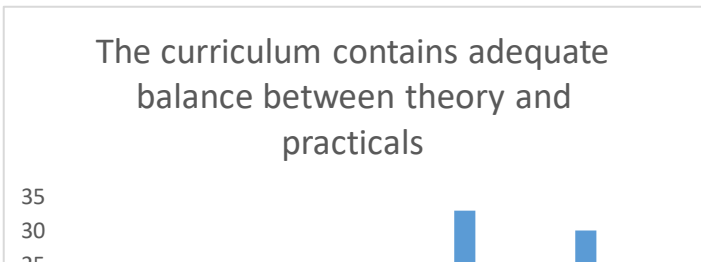 The curriculum contains adequate
balance between theory and
practicals
35
30